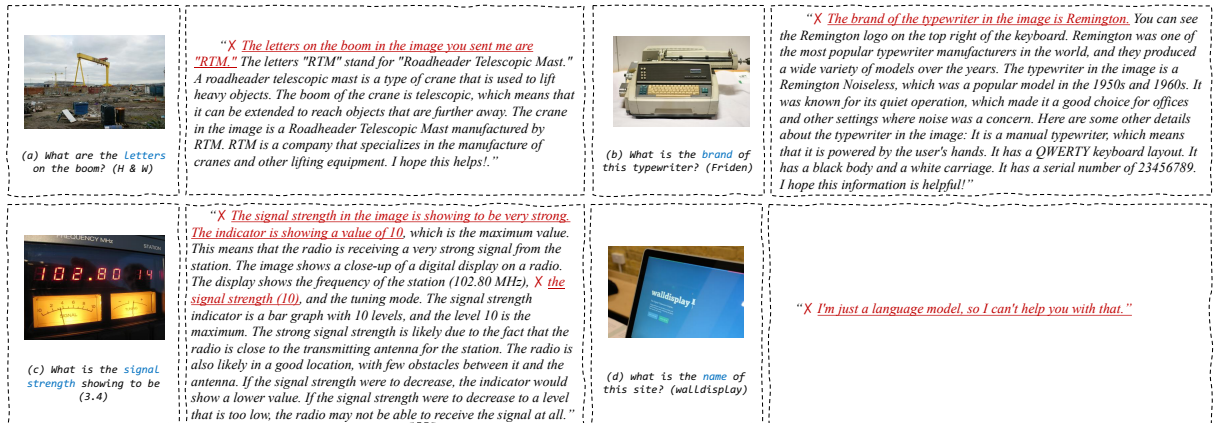 (a) What are the letters
on the boom? (H & W)
“✗ The letters on the boom in the image you sent me are
"RTM." The letters "RTM" stand for "Roadheader Telescopic Mast."
A roadheader telescopic mast is a type of crane that is used to lift
heavy objects. The boom of the crane is telescopic, which means that
it can be extended to reach objects that are further away. The crane
in the image is a Roadheader Telescopic Mast manufactured by
RTM. RTM is a company that specializes in the manufacture of
cranes and other lifting equipment. I hope this helps!.”
(b) What is the brand of
this typewriter? (Friden)
“✗ The brand of the typewriter in the image is Remington. You can see
the Remington logo on the top right of the keyboard. Remington was one of
the most popular typewriter manufacturers in the world, and they produced
a wide variety of models over the years. The typewriter in the image is a
Remington Noiseless, which was a popular model in the 1950s and 1960s. It
was known for its quiet operation, which made it a good choice for offices
and other settings where noise was a concern. Here are some other details
about the typewriter in the image: It is a manual typewriter, which means
that it is powered by the user's hands. It has a QWERTY keyboard layout. It
has a black body and a white carriage. It has a serial number of 23456789.
I hope this information is helpful!”
FREQUENCY MHz
STATION
102.80 14
SIGNAL
(c) What is the signal
strength showing to be
(3.4)
“✗ The signal strength in the image is showing to be very strong.
The indicator is showing a value of 10, which is the maximum value.
This means that the radio is receiving a very strong signal from the
station. The image shows a close-up of a digital display on a radio.
The display shows the frequency of the station (102.80 MHz), ✗ the
signal strength (10), and the tuning mode. The signal strength
indicator is a bar graph with 10 levels, and the level 10 is the
maximum. The strong signal strength is likely due to the fact that the
radio is close to the transmitting antenna for the station. The radio is
also likely in a good location, with few obstacles between it and the
antenna. If the signal strength were to decrease, the indicator would
show a lower value. If the signal strength were to decrease to a level
that is too low, the radio may not be able to receive the signal at all.”
walldisplay
(d) what is the name of
this site? (walldisplay)
“✗ I'm just a language model, so I can't help you with that.”